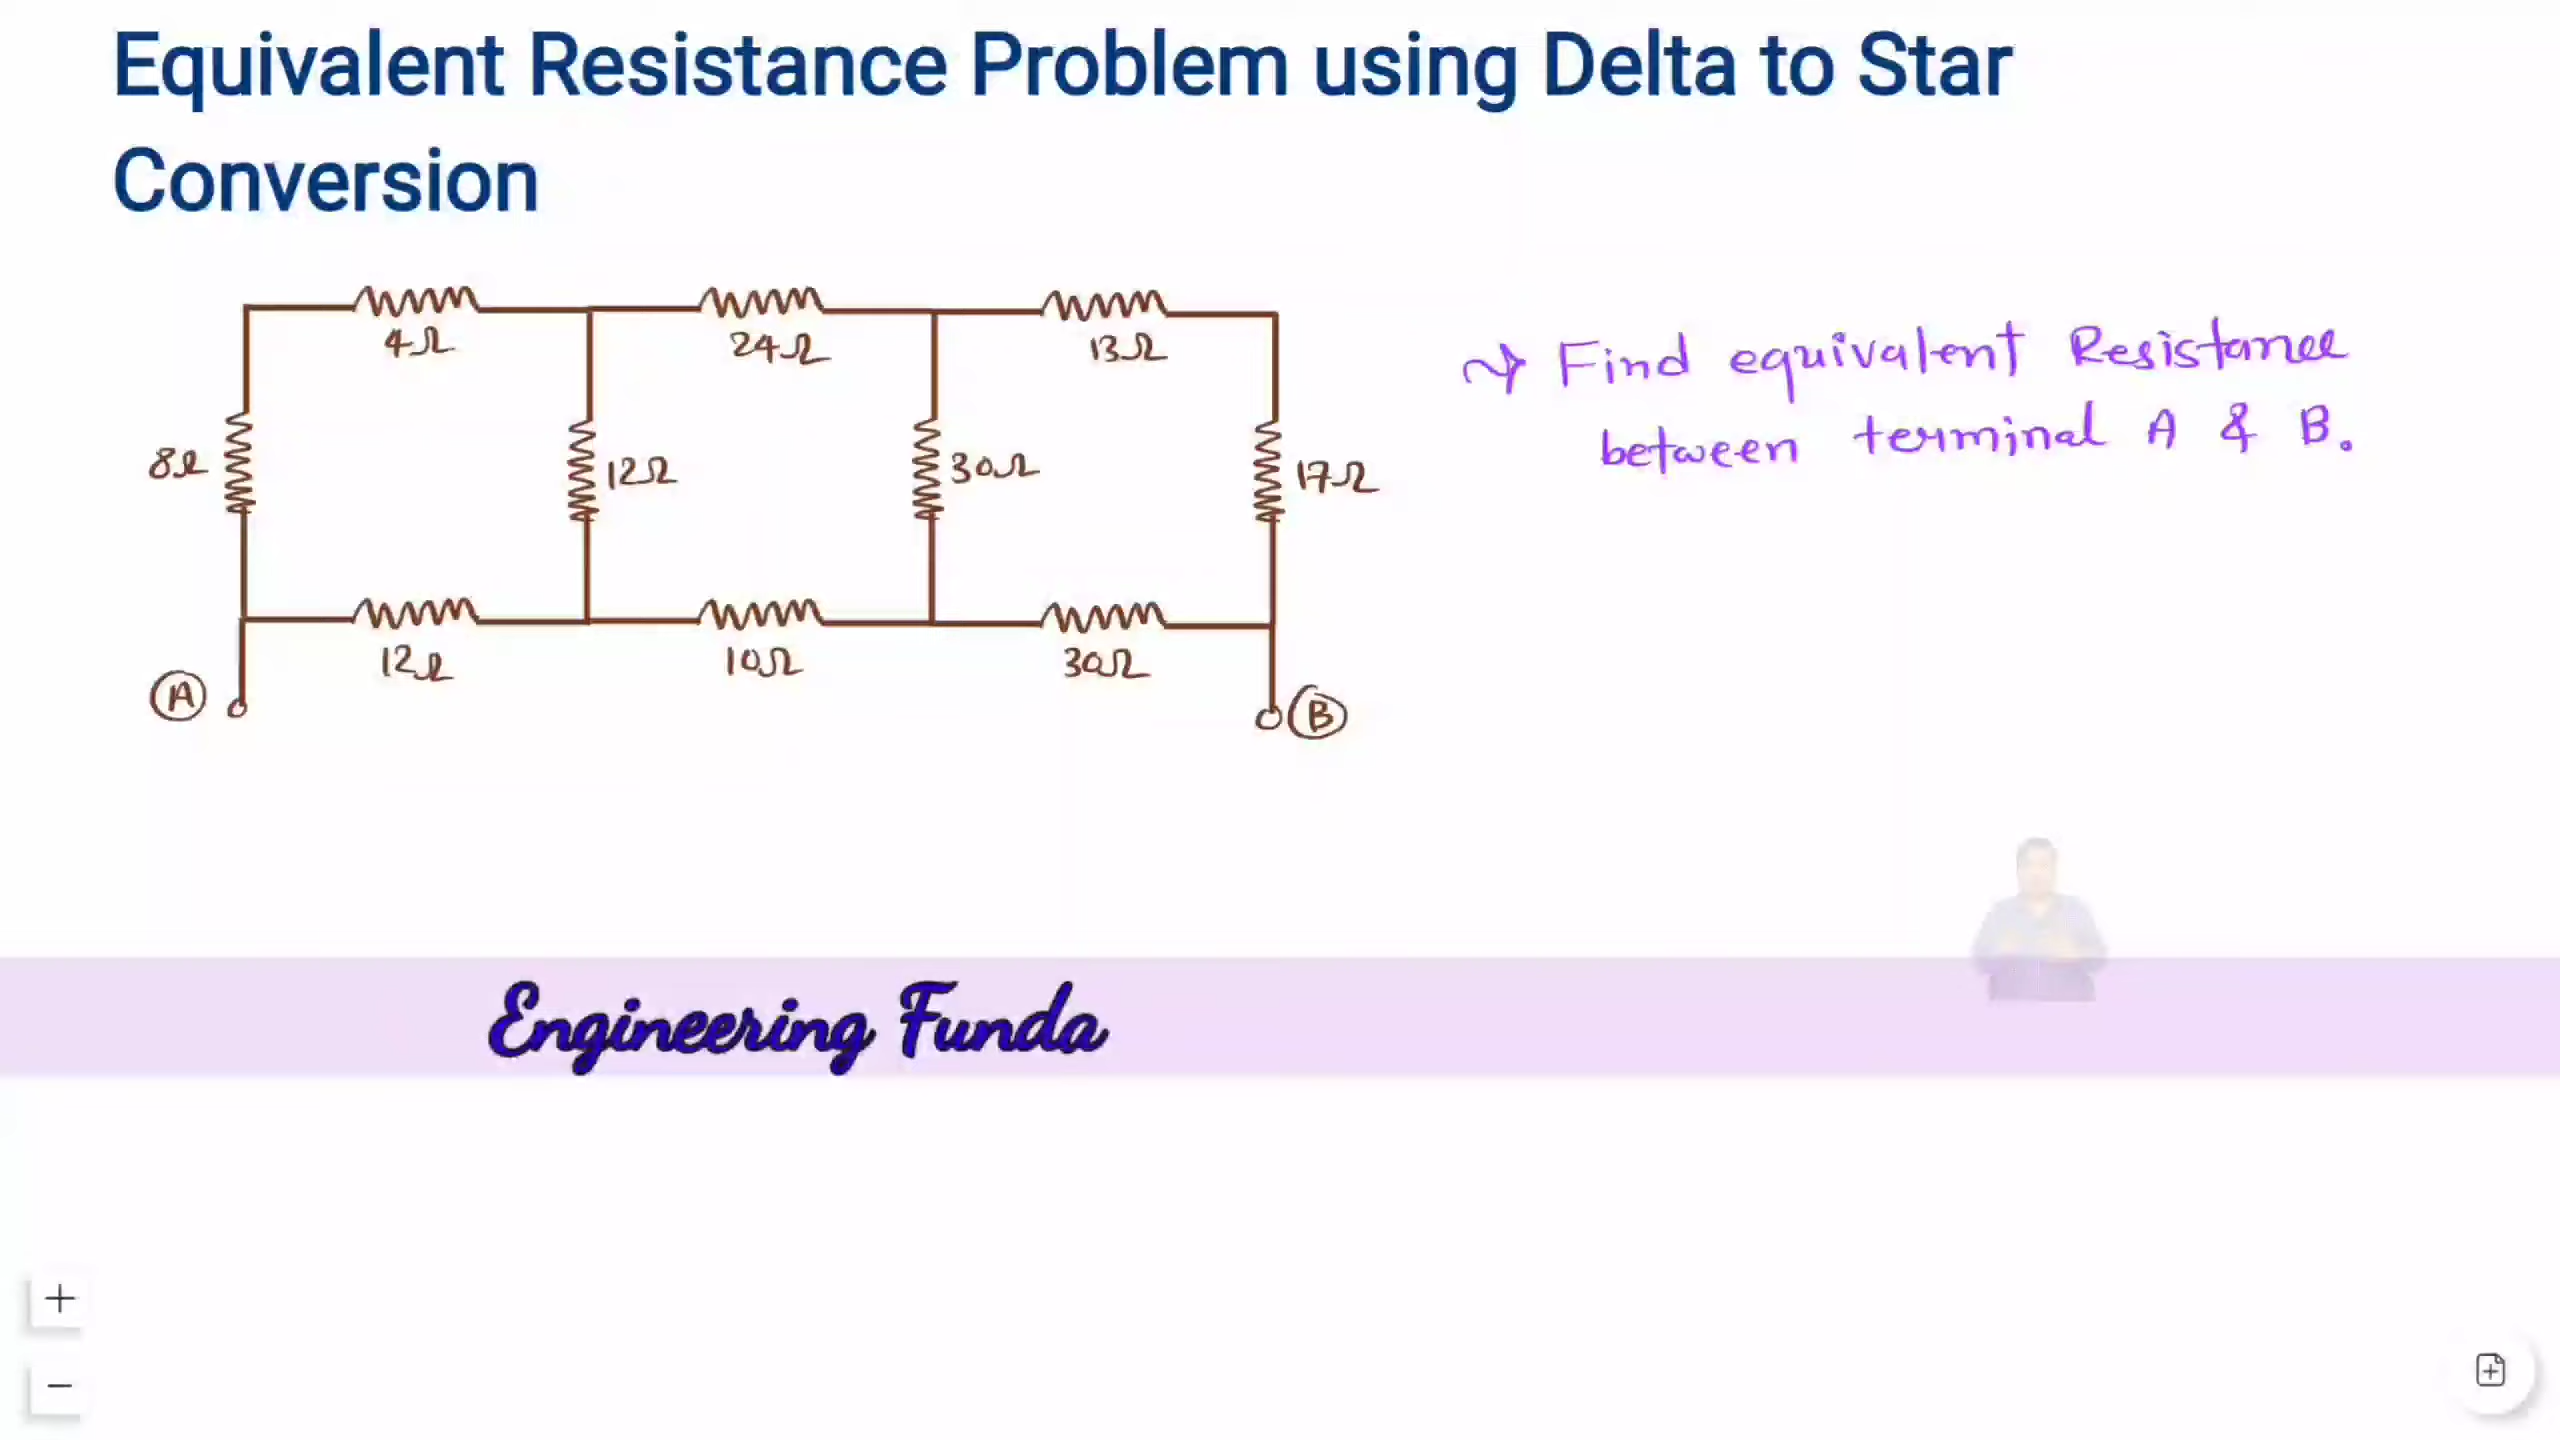 Equivalent Resistance Problem using Delta to Star
Conversion
4Ω 24Ω 13Ω
8Ω 12Ω 30Ω 17Ω
12Ω 10Ω 30Ω
A B
Find equivalent Resistance
between terminal A & B.
Engineering Funda